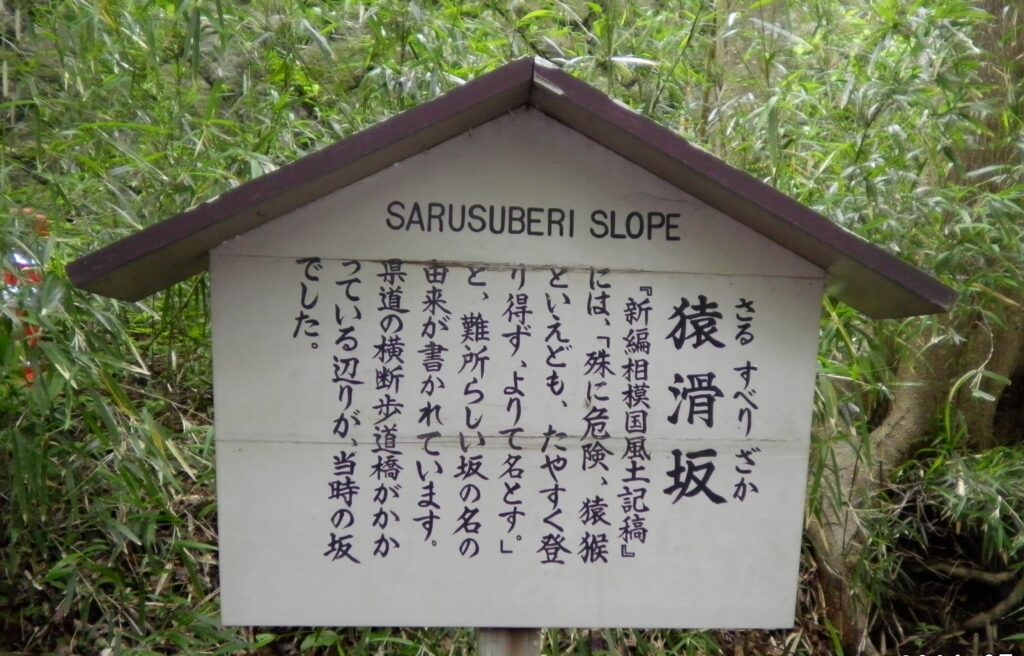 SARUSUBERI SLOPE
さる すべり ざか
猿滑坂
『新編相模国風土記稿』
には、「殊に危険、猿猴
といえども、たやすく登
り得ず、よりて名とす。」
と、難所らしい坂の名の
由来が書かれています。
県道の横断歩道橋がかか
っている辺りが、当時の坂
でした。